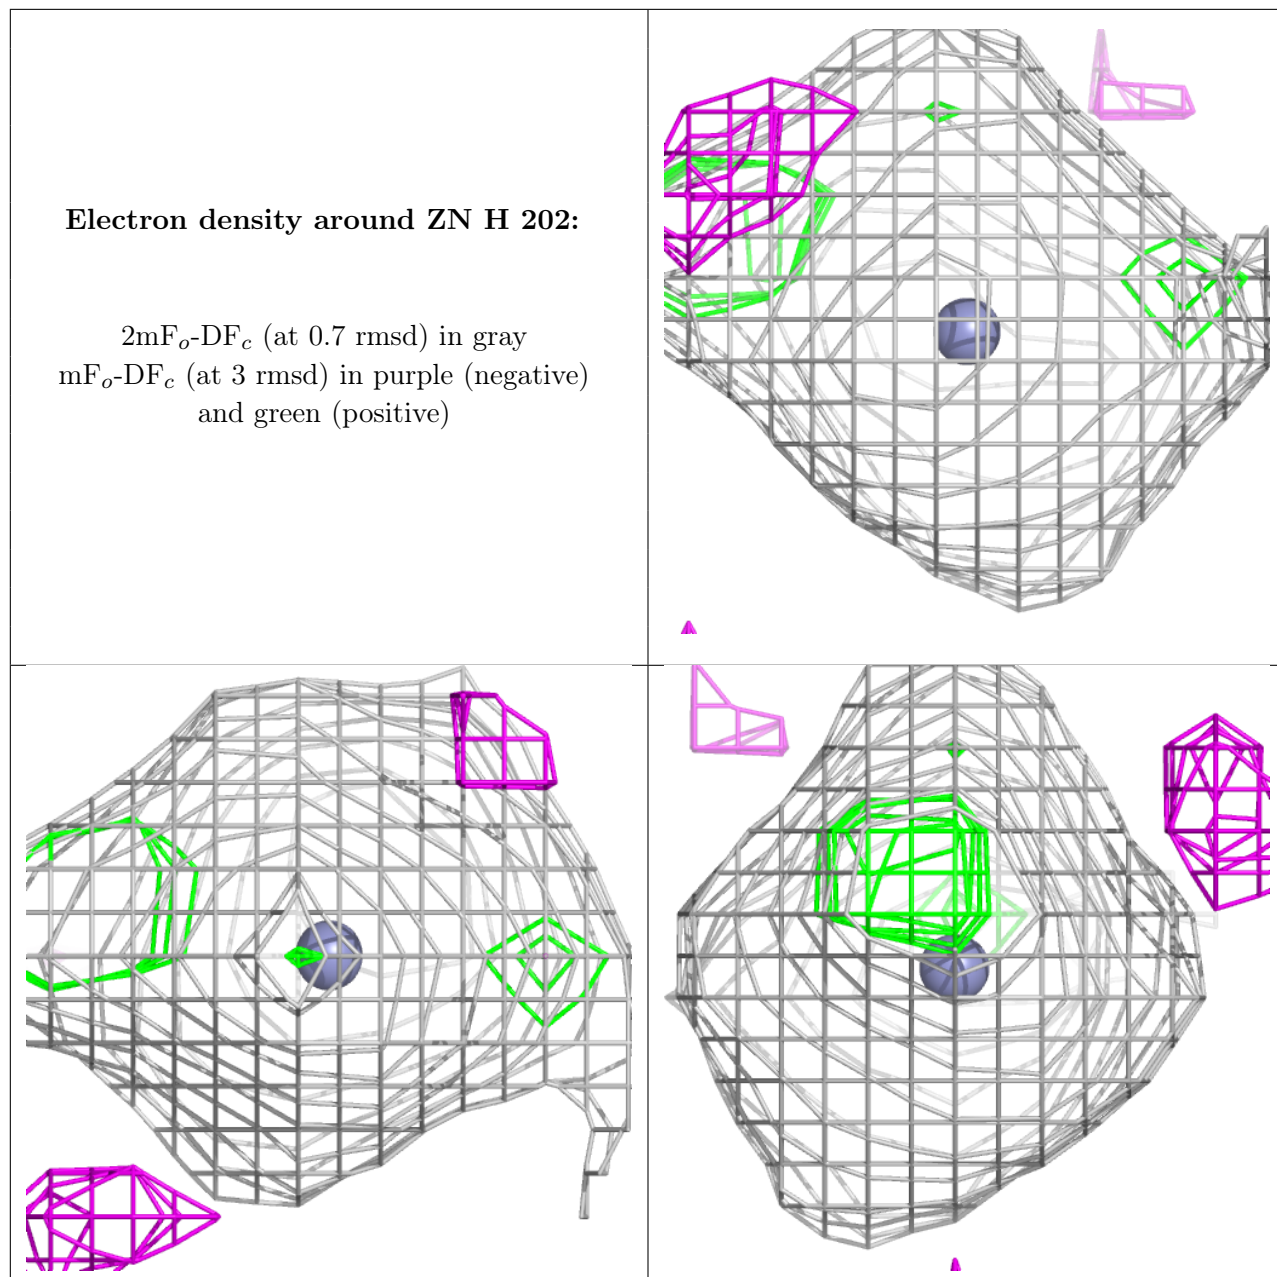 Electron density around ZN H 202:
2mFo-DFc (at 0.7 rmsd) in gray
mFo-DFc (at 3 rmsd) in purple (negative)
and green (positive)